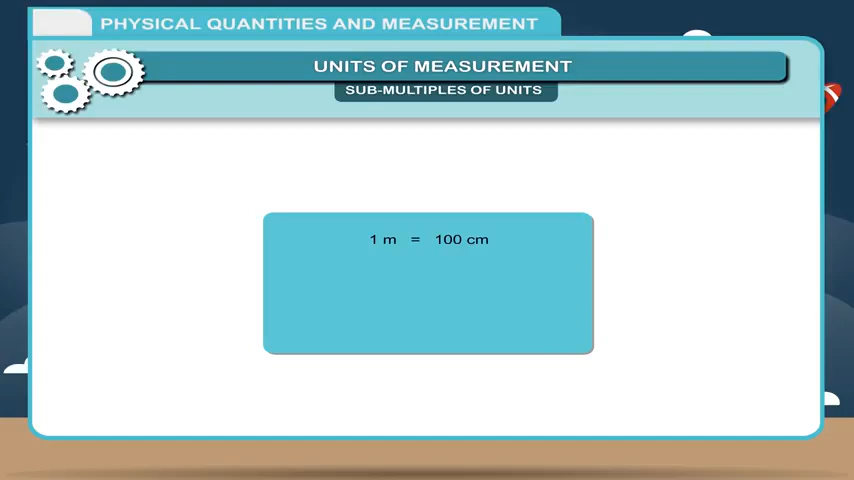 PHYSICAL QUANTITIES AND MEASUREMENT
UNITS OF MEASUREMENT
SUB-MULTIPLES OF UNITS
1 m = 100 cm